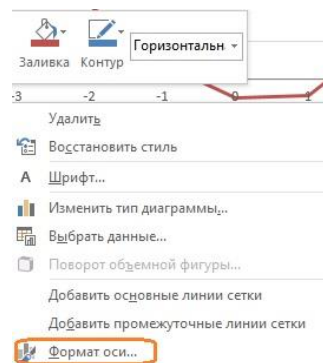 Горизонтальн
Заливка Контур
-3 -2 -1 0 1
Удалить
Восстановить стиль
А Шрифт...
Изменить тип диаграммы...
Выбрать данные...
Поворот объемной фигуры...
Добавить основные линии сетки
Добавить промежуточные линии сетки
Формат оси...